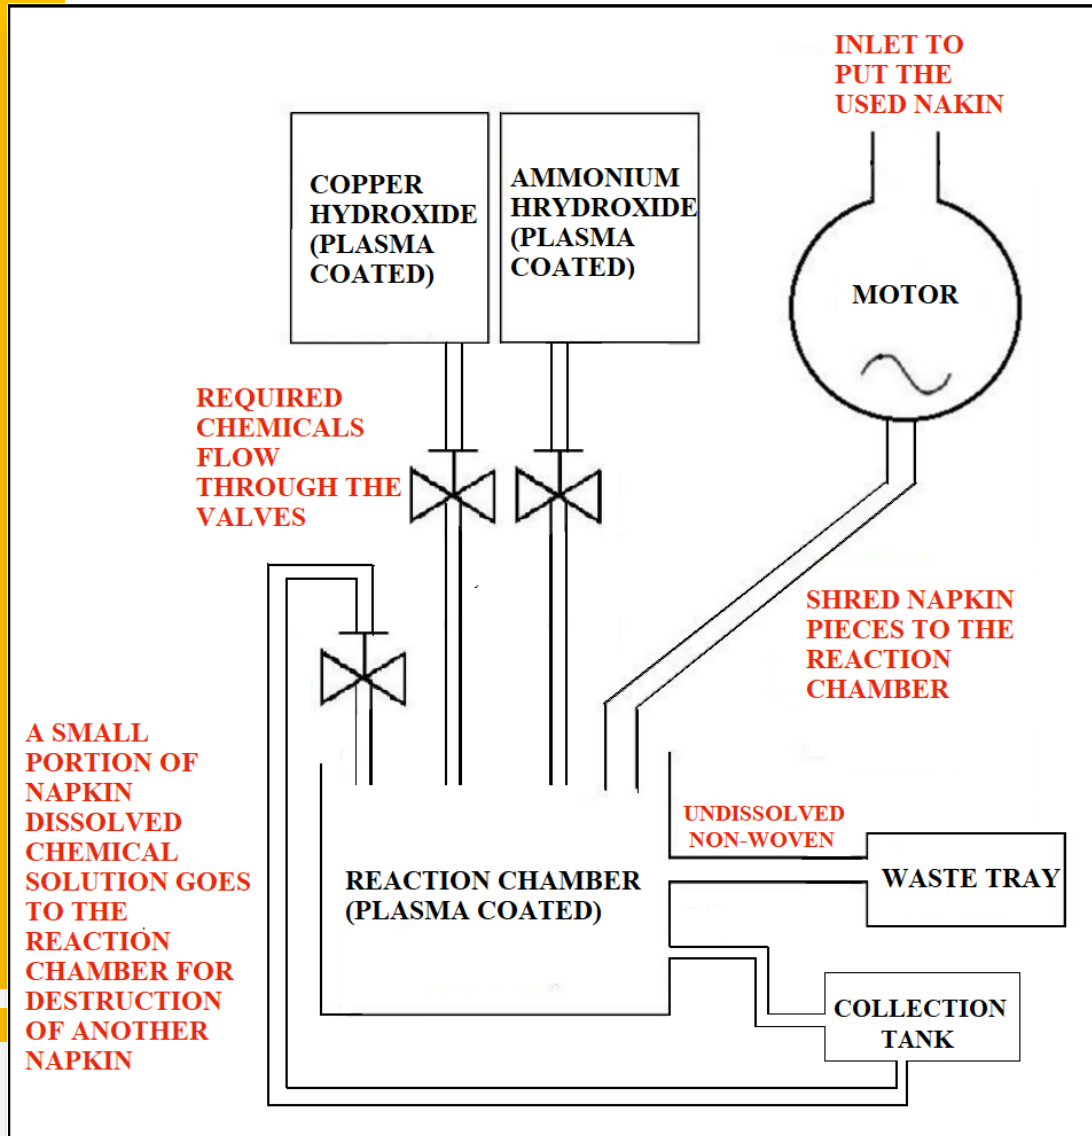 INLET TO
PUT THE
USED NAKIN
COPPER
HYDROXIDE
(PLASMA
COATED)
AMMONIUM
HRYDROXIDE
(PLASMA
COATED)
MOTOR
REQUIRED
CHEMICALS
FLOW
THROUGH THE
VALVES
SHRED NAPKIN
PIECES TO THE
REACTION
CHAMBER
A SMALL
PORTION OF
NAPKIN
DISSOLVED
CHEMICAL
SOLUTION GOES
TO THE
REACTION
CHAMBER FOR
DESTRUCTION
OF ANOTHER
NAPKIN
UNDISSOLVED
NON-WOVEN
REACTION CHAMBER
(PLASMA COATED)
WASTE TRAY
COLLECTION
TANK